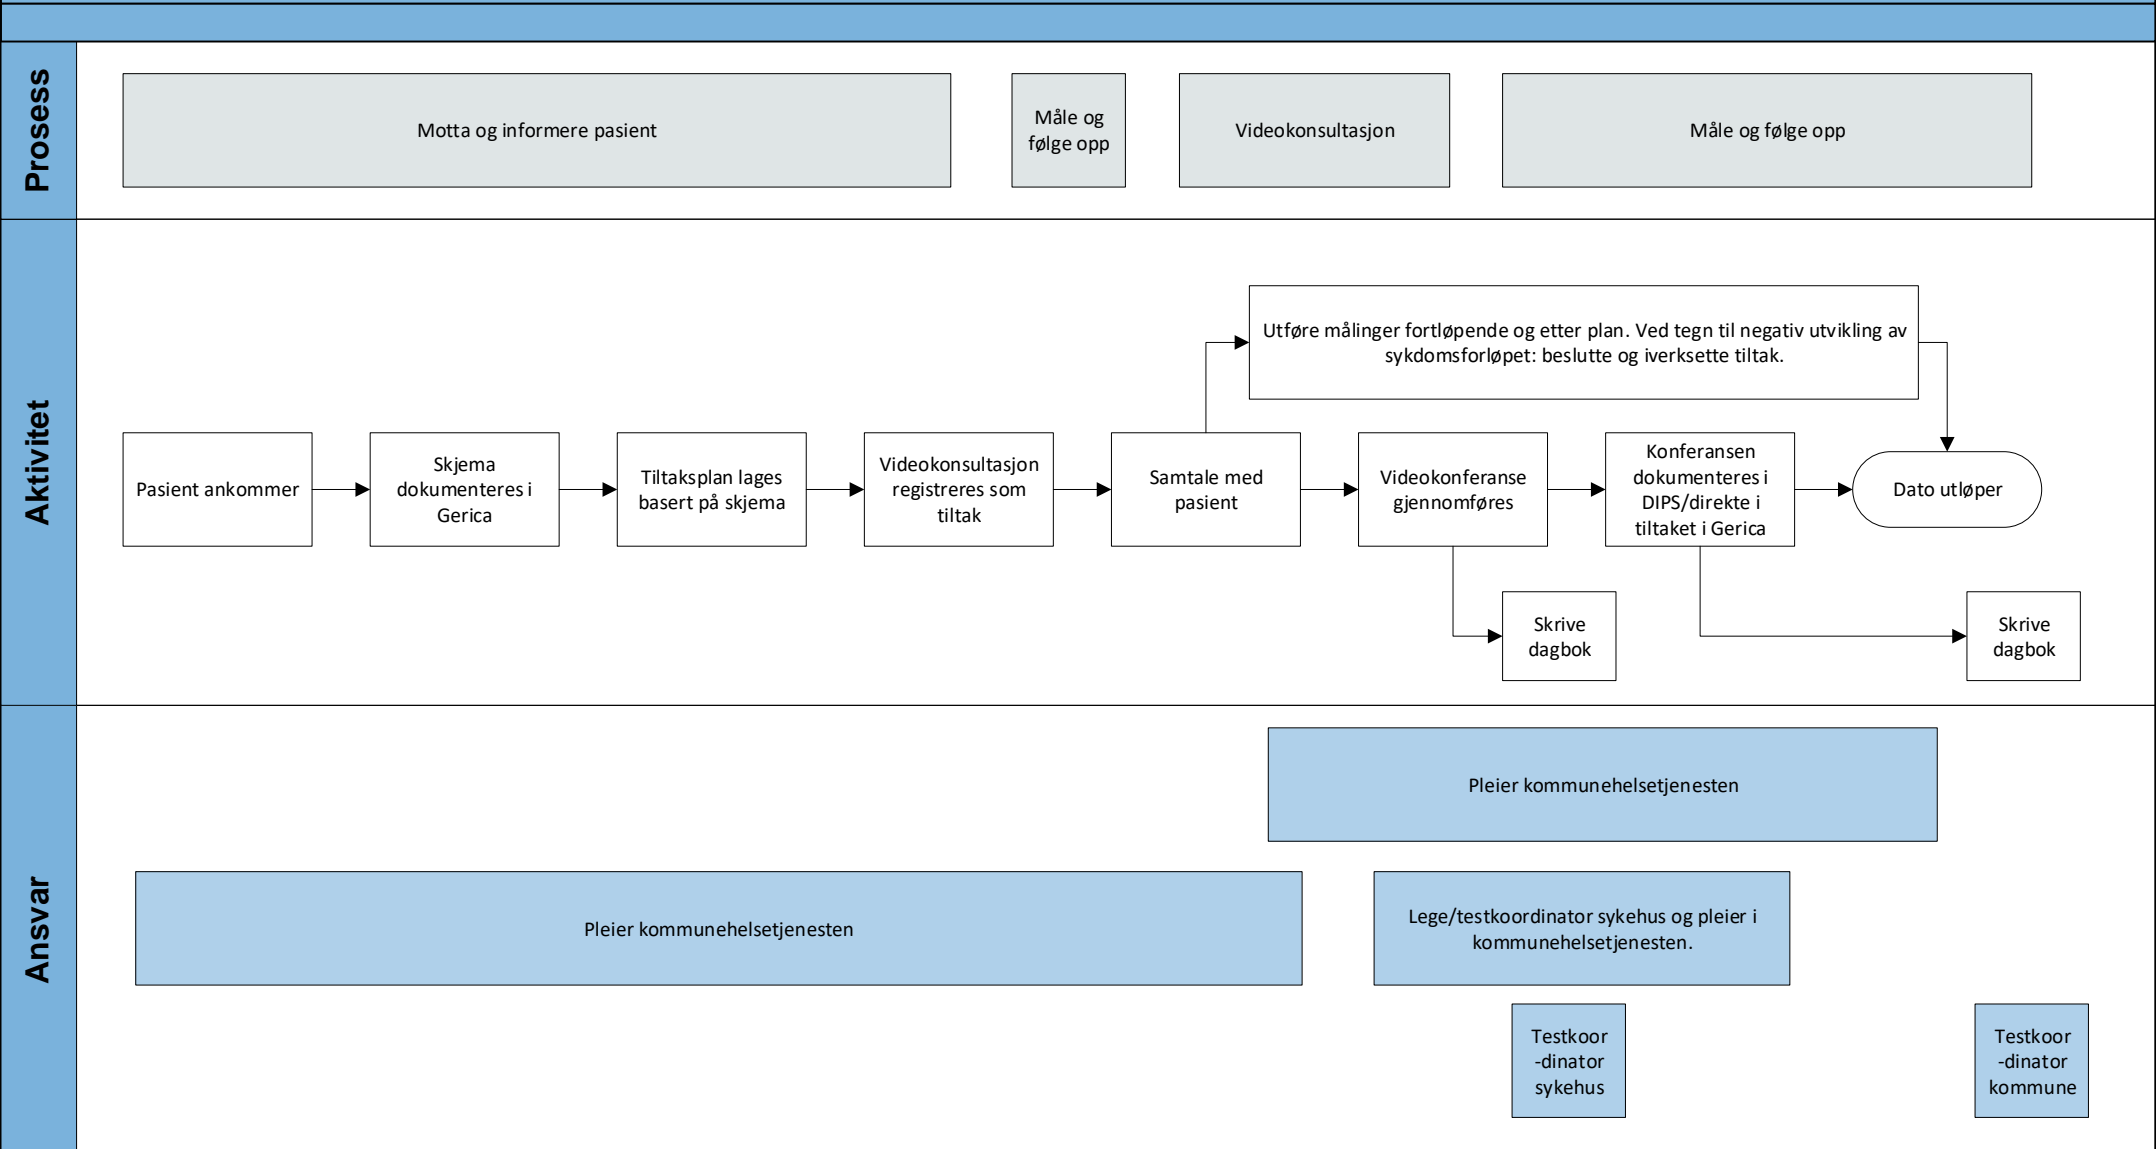 Prosess
Motta og informere pasient
Måle og
følge opp
Videokonsultasjon
Måle og følge opp
Aktivitet
Utføre målinger fortløpende og etter plan. Ved tegn til negativ utvikling av
sykdomsforløpet: beslutte og iverksette tiltak.
Pasient ankommer
Skjema
dokumenteres i
Gerica
Tiltaksplan lages
basert på skjema
Videokonsultasjon
registreres som
tiltak
Samtale med
pasient
Videokonferanse
gjennomføres
Konferansen
dokumenteres i
DIPS/direkte i
tiltaket i Gerica
Dato utløper
Skrive
dagbok
Skrive
dagbok
Ansvar
Pleier kommunehelsetjenesten
Pleier kommunehelsetjenesten
Lege/testkoordinator sykehus og pleier i
kommunehelsetjenesten.
Testkoor
-dinator
sykehus
Testkoor
-dinator
kommune